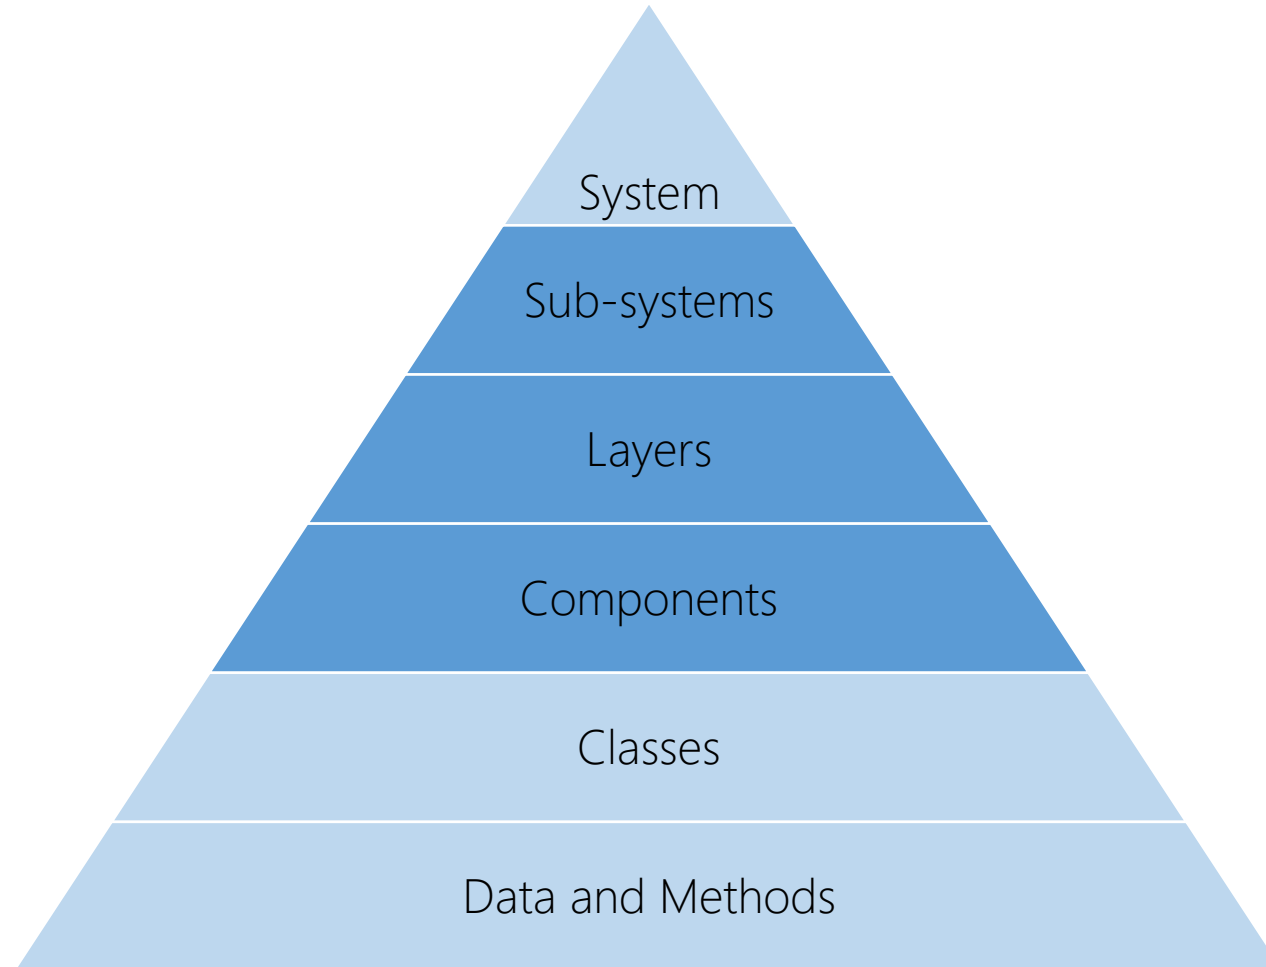 System
Sub-systems
Layers
Components
Classes
Data and Methods